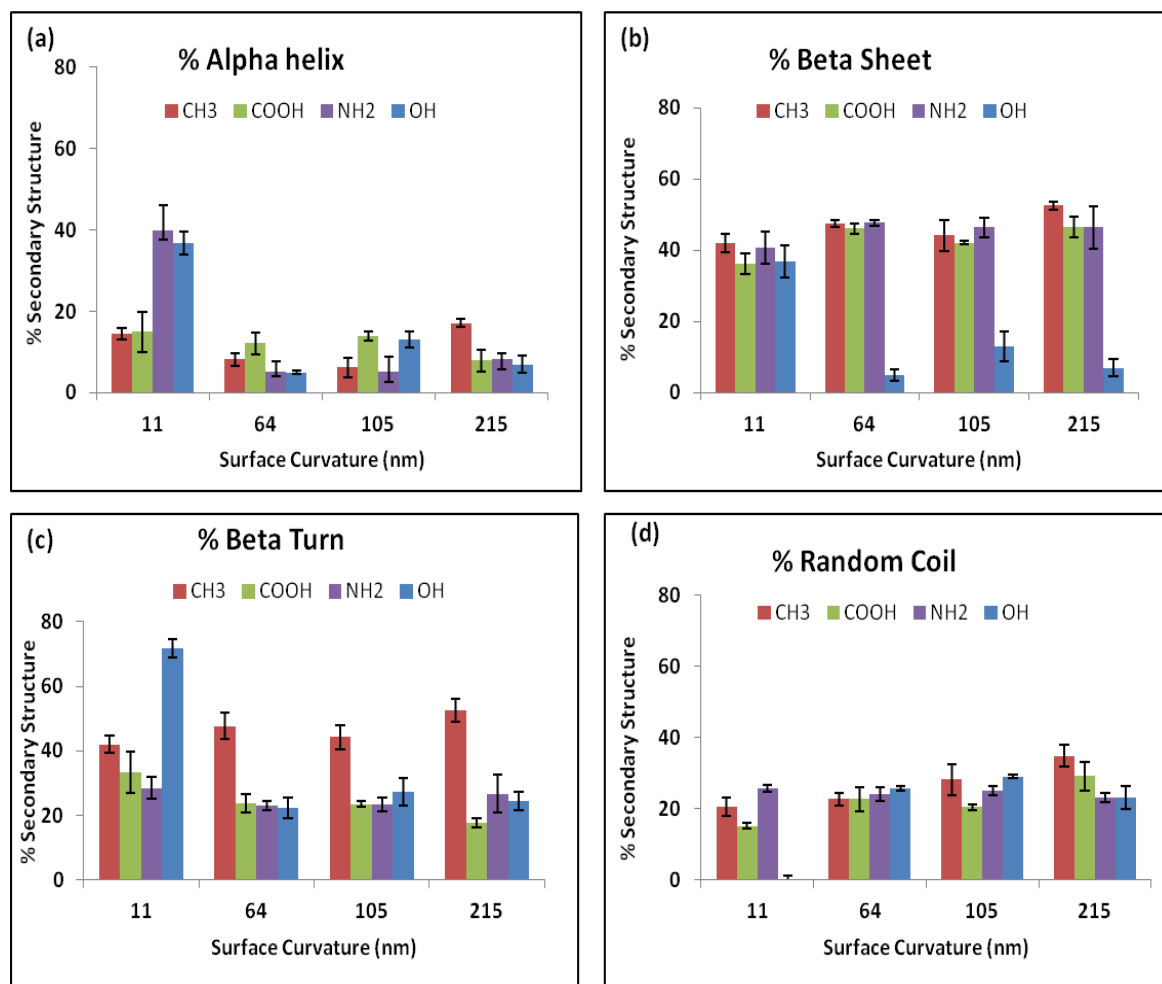 (a)
% Alpha helix
CH3 COOH NH2 OH
% Secondary Structure
80
60
40
20
0
11 64 105 215
Surface Curvature (nm)
(b)
% Beta Sheet
CH3 COOH NH2 OH
% Secondary Structure
80
60
40
20
0
11 64 105 215
Surface Curvature (nm)
(c)
% Beta Turn
CH3 COOH NH2 OH
% Secondary Structure
80
60
40
20
0
11 64 105 215
Surface Curvature (nm)
(d)
% Random Coil
CH3 COOH NH2 OH
% Secondary Structure
80
60
40
20
0
11 64 105 215
Surface Curvature (nm)